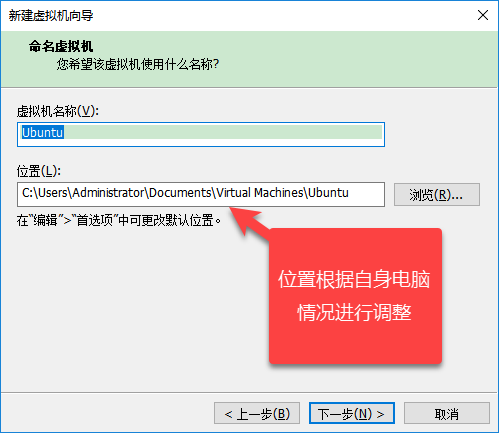 新建虚拟机向导
命名虚拟机
您希望该虚拟机使用什么名称?
虚拟机名称(V):
Ubuntu
位置(L):
C:\Users\Administrator\Documents\Virtual Machines\Ubuntu
浏览(R)...
在“编辑”>“首选项”中可更改默认位置。
位置根据自身电脑
情况进行调整
< 上一步(B)
下一步(N) >
取消